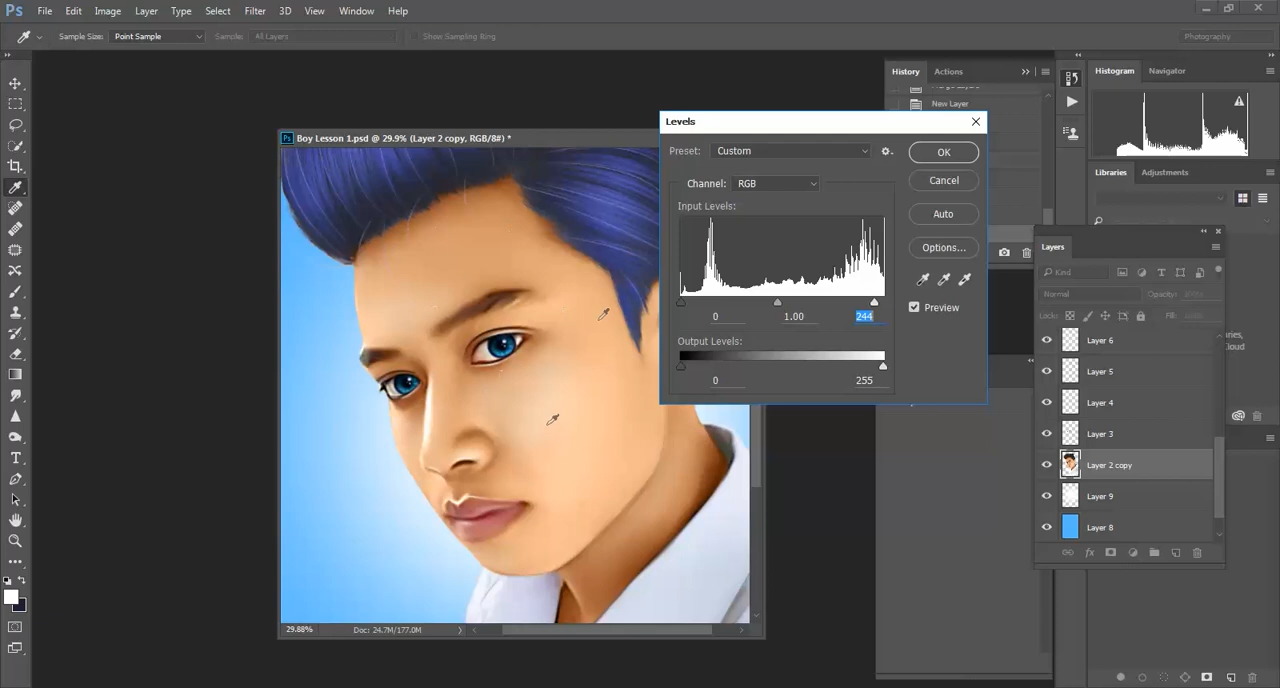 Ps File Edit Image Layer Type Select Filter 3D View Window Help
Sample Size: Point Sample Sample: All Layers Show Sampling Ring Photography
History Actions
New Layer
Histogram Navigator
Libraries Adjustments
Boy Lesson 1.psd @ 29.9% (Layer 2 copy, RGB/8#) *
Levels
Preset: Custom
OK
Channel: RGB
Cancel
Input Levels:
Auto
Options...
Preview
0 1.00 244
Output Levels:
0 255
Layers
Kind
Normal Opacity:
Lock: Fill:
Layer 6
Layer 5
Layer 4
Layer 3
Layer 2 copy
Layer 9
Layer 8
29.88% Doc: 24.7M/177.0M